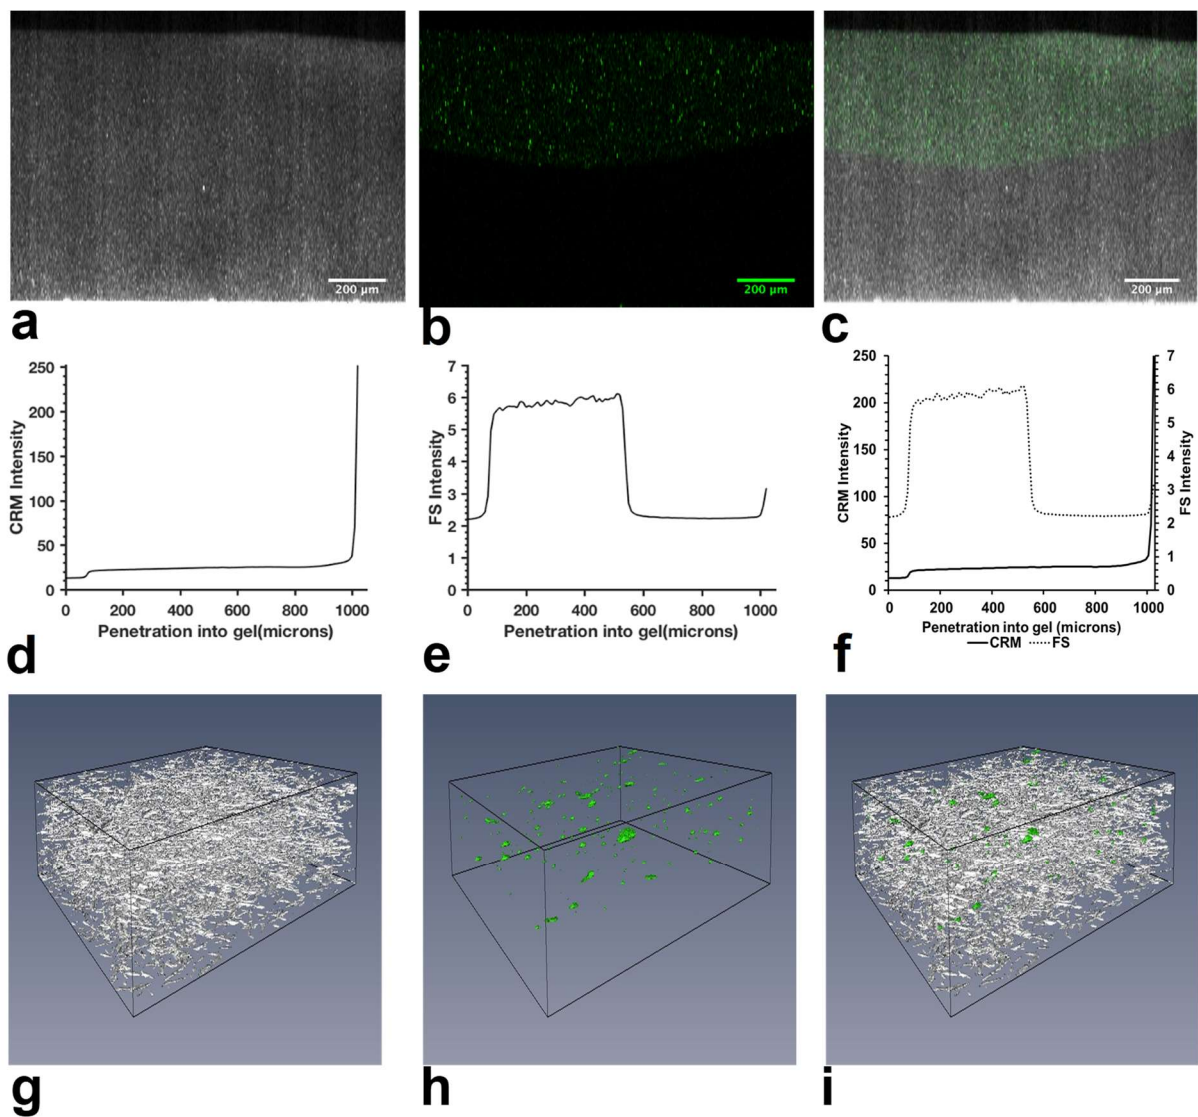 200 µm
200 µm
200 µm
a
b
c
250
200
150
100
50
0
CRM Intensity
0 200 400 600 800 1000
Penetration into gel(microns)
d
7
6
5
4
3
2
1
0
FS Intensity
0 200 400 600 800 1000
Penetration into gel(microns)
e
250
200
150
100
50
0
CRM Intensity
7
6
5
4
3
2
1
0
FS Intensity
0 200 400 600 800 1000
Penetration into gel (microns)
CRM FS
f
g
h
i